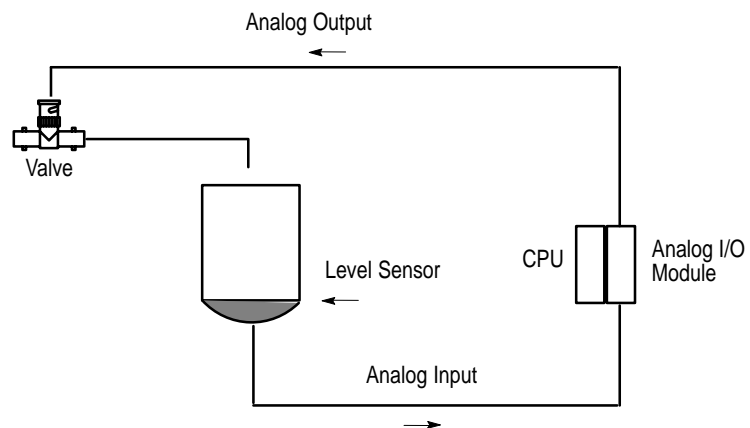 Analog Output
Valve
Level Sensor
CPU
Analog I/O
Module
Analog Input